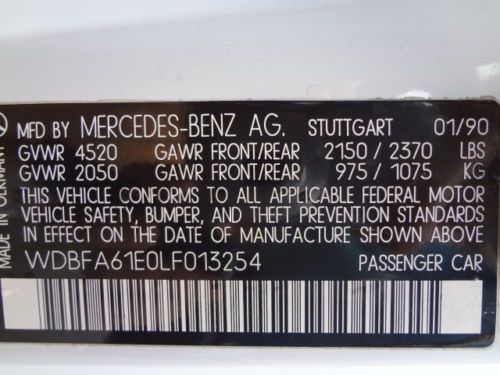 MFD BY MERCEDES-BENZ AG. STUTTGART 01/90
GVWR 4520 GAWR FRONT/REAR 2150 / 2370 LBS
GVWR 2050 GAWR FRONT/REAR 975 / 1075 KG
THIS VEHICLE CONFORMS TO ALL APPLICABLE FEDERAL MOTOR
VEHICLE SAFETY, BUMPER, AND THEFT PREVENTION STANDARDS
IN EFFECT ON THE DATE OF MANUFACTURE SHOWN ABOVE
WDBFA61E0LF013254 PASSENGER CAR
MADE IN GERMANY